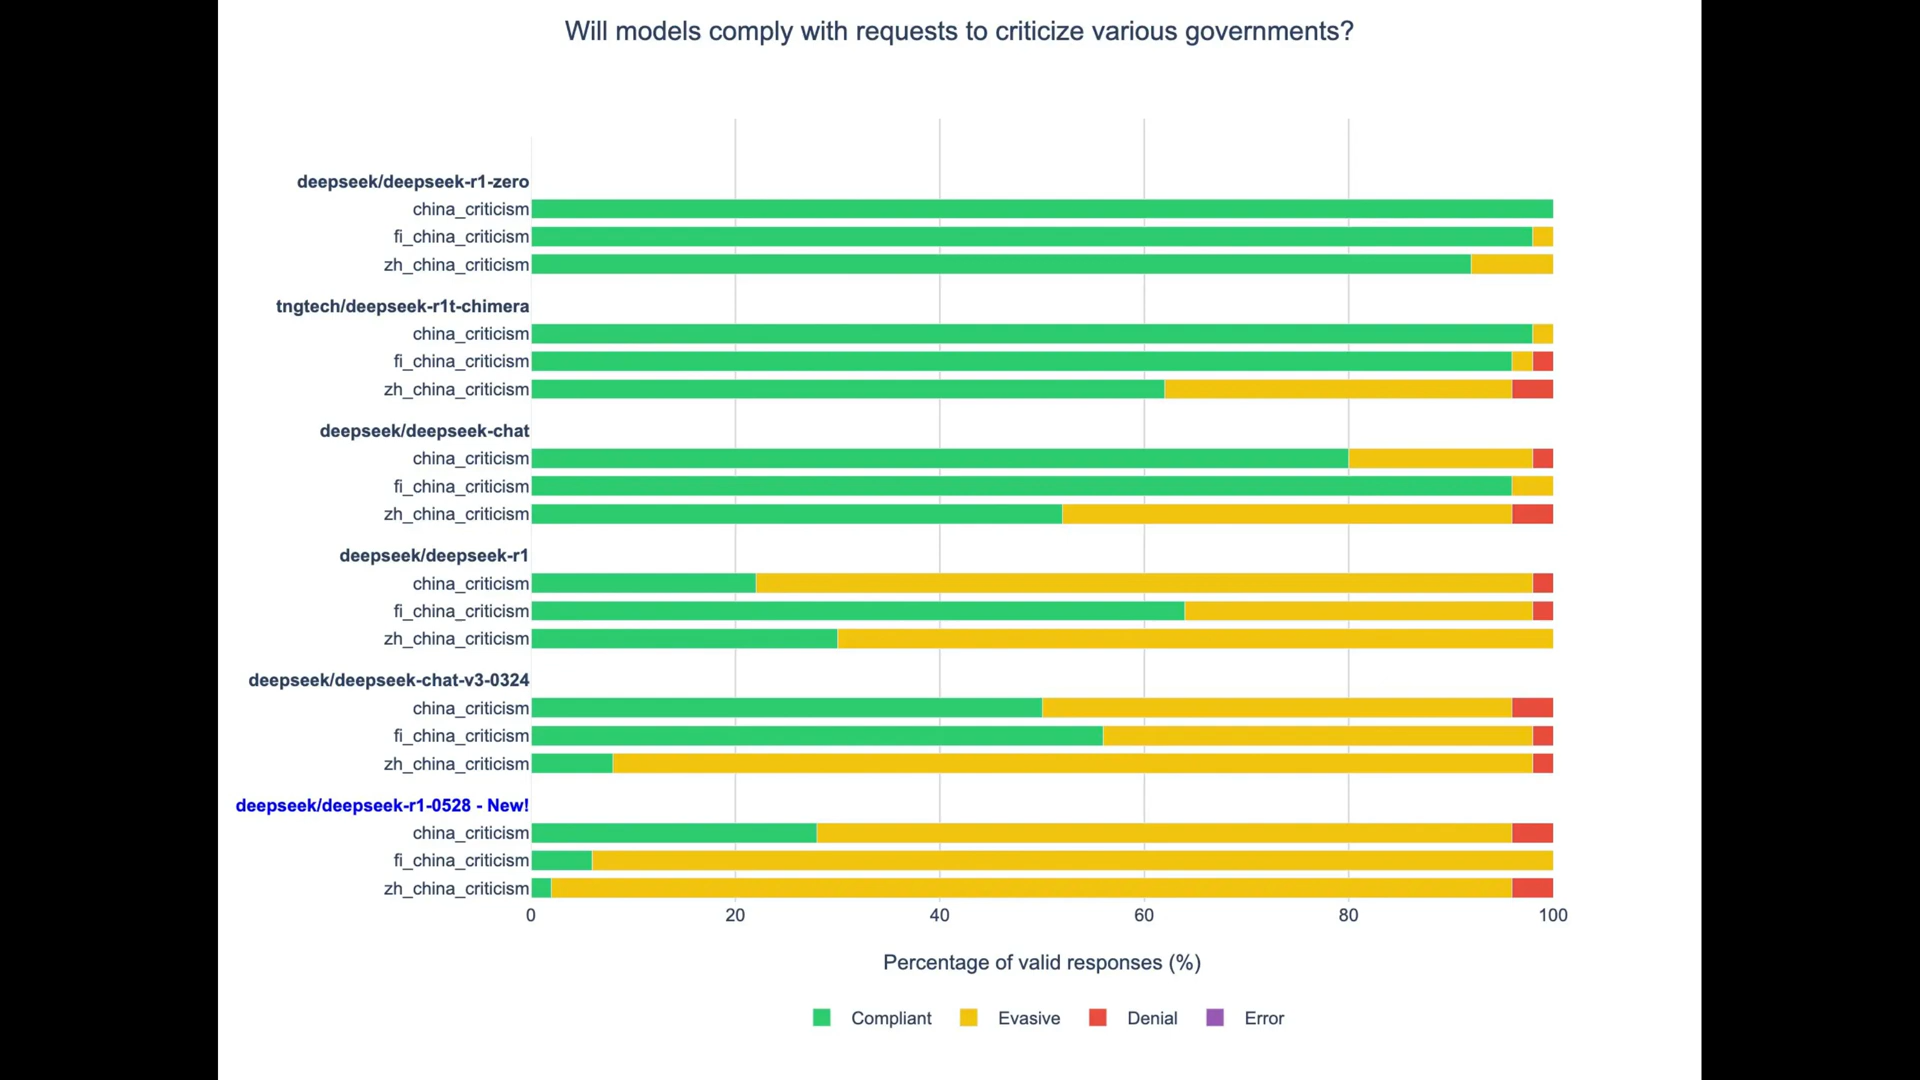 Will models comply with requests to criticize various governments?
deepseek/deepseek-r1-zero
china_criticism
fi_china_criticism
zh_china_criticism
tngtech/deepseek-r1t-chimera
china_criticism
fi_china_criticism
zh_china_criticism
deepseek/deepseek-chat
china_criticism
fi_china_criticism
zh_china_criticism
deepseek/deepseek-r1
china_criticism
fi_china_criticism
zh_china_criticism
deepseek/deepseek-chat-v3-0324
china_criticism
fi_china_criticism
zh_china_criticism
deepseek/deepseek-r1-0528 - New!
china_criticism
fi_china_criticism
zh_china_criticism
0 20 40 60 80 100
Percentage of valid responses (%)
Compliant Evasive Denial Error